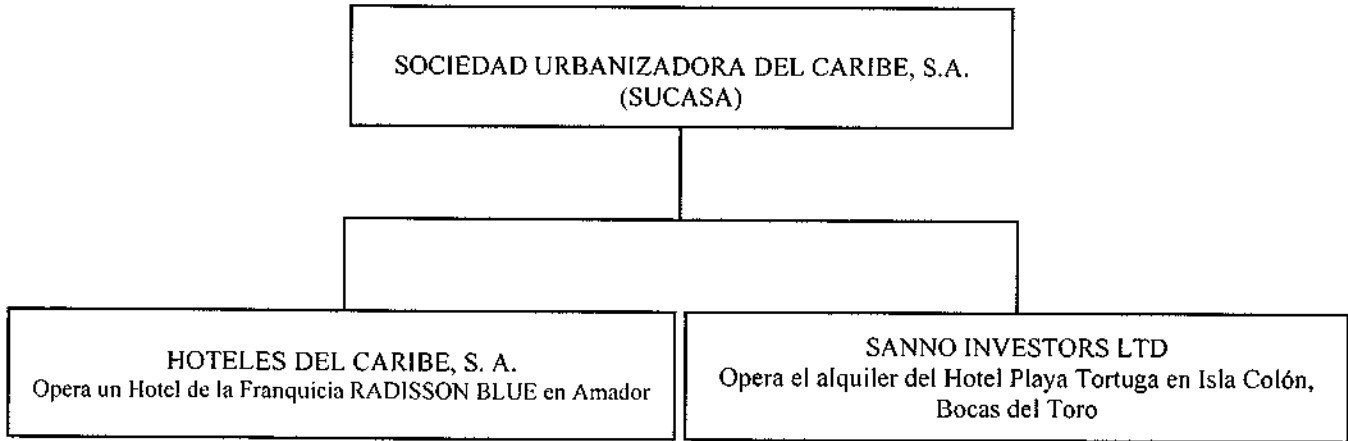 SOCIEDAD URBANIZADORA DEL CARIBE, S.A.
(SUCASA)
HOTELES DEL CARIBE, S. A.
Opera un Hotel de la Franquicia RADISSON BLUE en Amador
SANNO INVESTORS LTD
Opera el alquiler del Hotel Playa Tortuga en Isla Colón,
Bocas del Toro